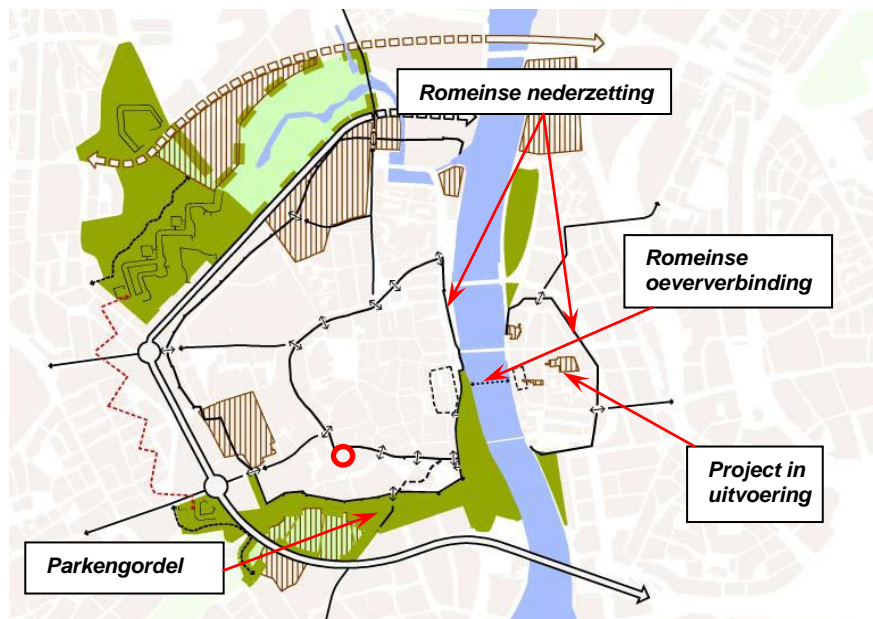 Romeinse nederzetting
Romeinse
oeververbinding
Project in
uitvoering
Parkengordel